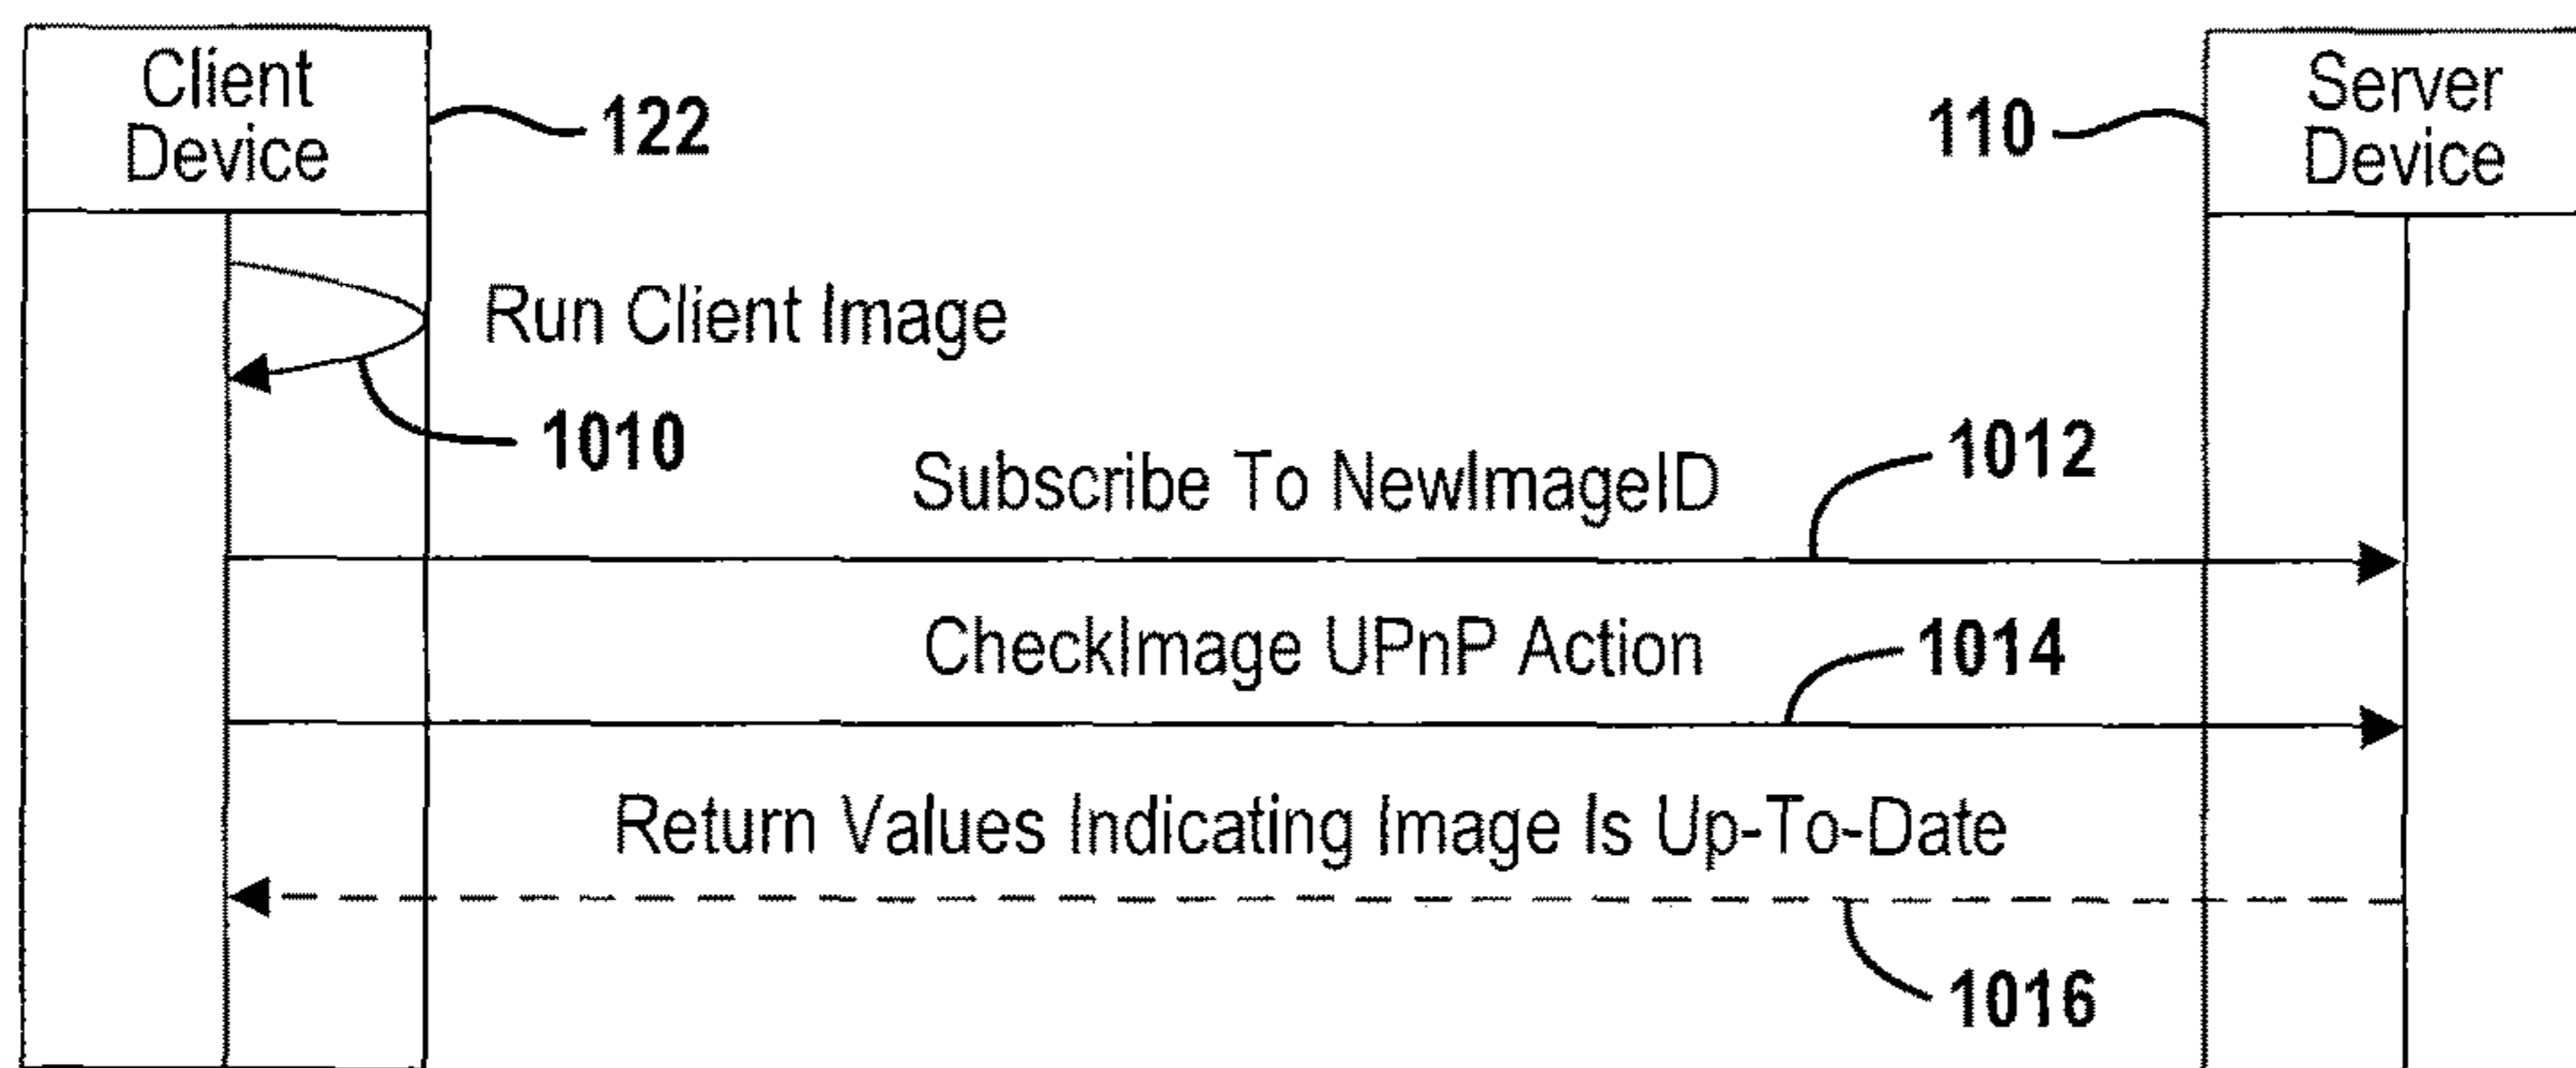 Client
Device
122
110
Server
Device
Run Client Image
1010
Subscribe To NewImageID
1012
CheckImage UPnP Action
1014
Return Values Indicating Image Is Up-To-Date
1016